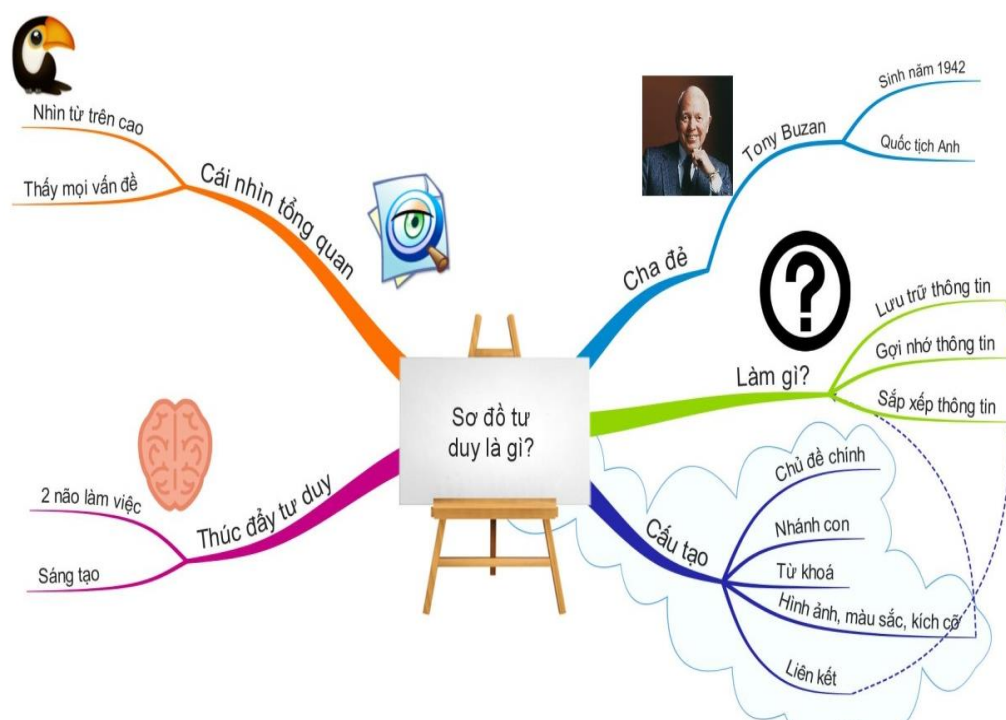 Sơ đồ tư
duy là gì?
Cha đẻ
Tony Buzan
Sinh năm 1942
Quốc tịch Anh
Làm gì?
Lưu trữ thông tin
Gợi nhớ thông tin
Sắp xếp thông tin
Cấu tạo
Chủ đề chính
Nhánh con
Từ khoá
Hình ảnh, màu sắc, kích cỡ
Liên kết
Thúc đẩy tư duy
2 não làm việc
Sáng tạo
Cái nhìn tổng quan
Nhìn từ trên cao
Thấy mọi vấn đề